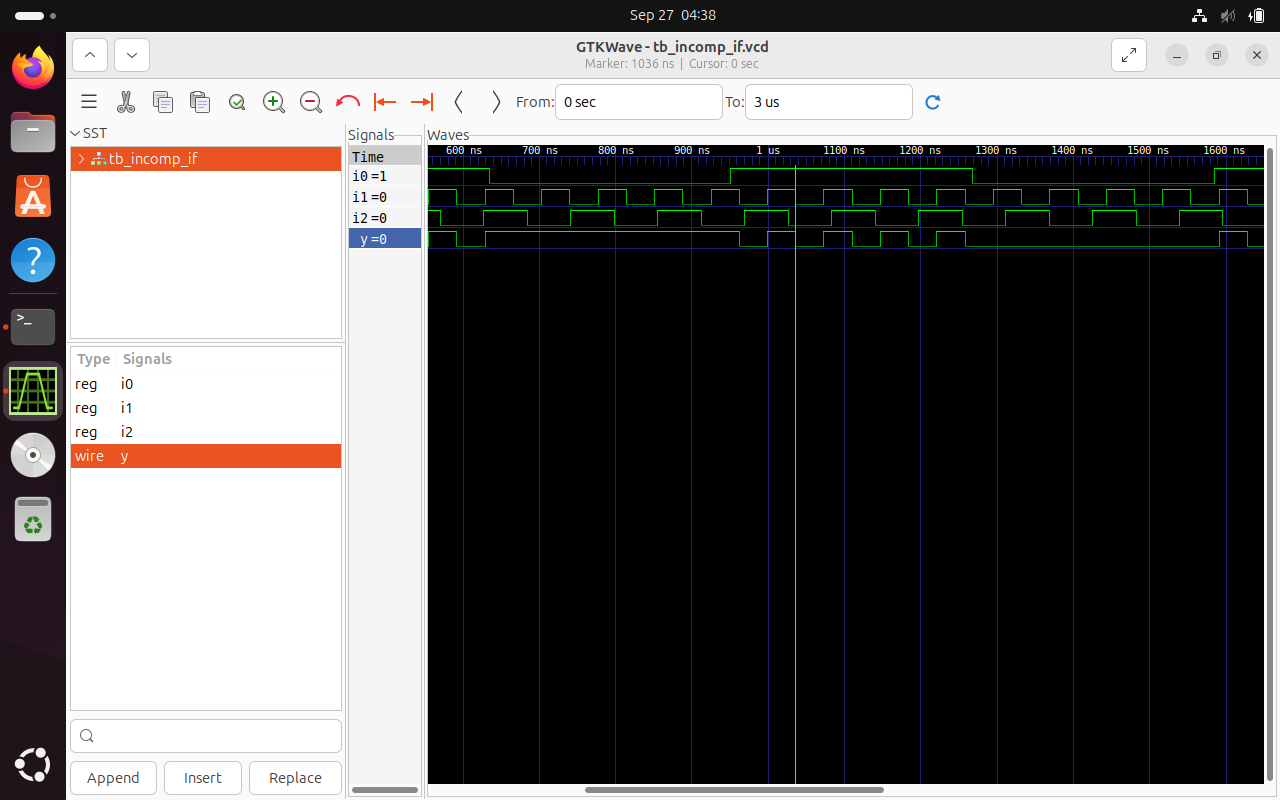 Sep 27 04:38
GTKWave - tb_incomp_if.vcd
Marker: 1036 ns | Cursor: 0 sec
From: 0 sec To: 3 us
SST
tb_incomp_if
Signals
Time
i0 =1
i1 =0
i2 =0
y =0
Waves
600 ns 700 ns 800 ns 900 ns 1 us 1100 ns 1200 ns 1300 ns 1400 ns 1500 ns 1600 ns
Type Signals
reg i0
reg i1
reg i2
wire y
Append Insert Replace